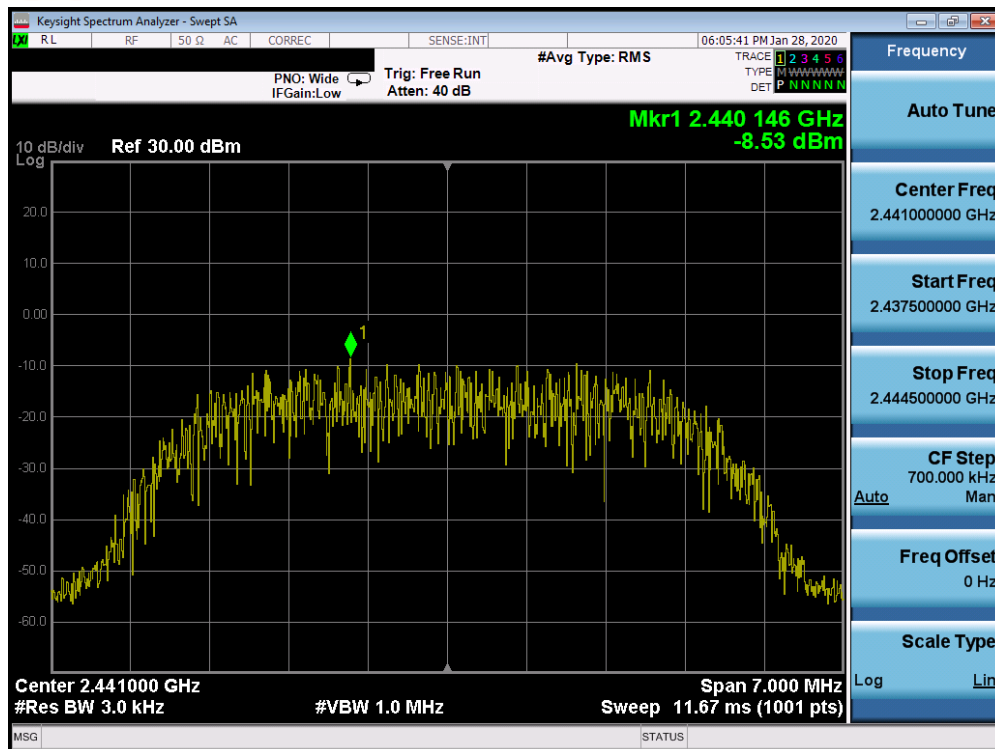 Keysight Spectrum Analyzer - Swept SA
LXI RL RF 50 Ω AC CORREC SENSE:INT 06:05:41 PM Jan 28, 2020
#Avg Type: RMS TRACE 1 2 3 4 5 6
PNO: Wide Trig: Free Run TYPE M WWWWW
IFGain:Low Atten: 40 dB DET P N N N N N
Mkr1 2.440 146 GHz
-8.53 dBm
10 dB/div Ref 30.00 dBm
Log
20.0
10.0
0.00
1
-10.0
-20.0
-30.0
-40.0
-50.0
-60.0
Center 2.441000 GHz Span 7.000 MHz
#Res BW 3.0 kHz #VBW 1.0 MHz Sweep 11.67 ms (1001 pts)
MSG STATUS
Frequency
Auto Tune
Center Freq
2.441000000 GHz
Start Freq
2.437500000 GHz
Stop Freq
2.444500000 GHz
CF Step
700.000 kHz
Auto Man
Freq Offset
0 Hz
Scale Type
Log Lin